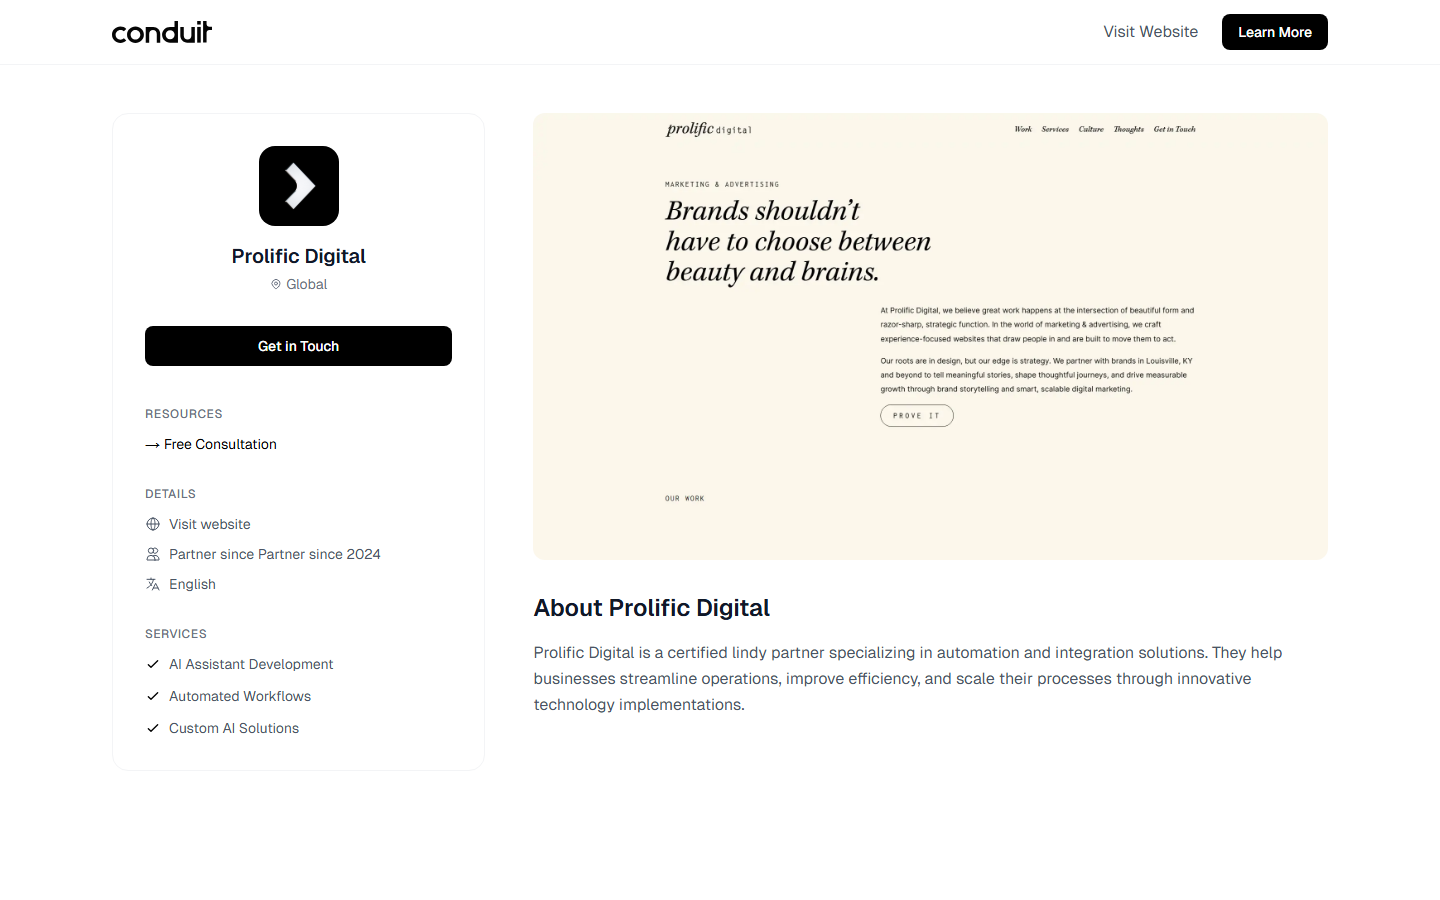 conduit
Visit Website
Learn More
Prolific Digital
Global
Get in Touch
RESOURCES
→ Free Consultation
DETAILS
Visit website
Partner since Partner since 2024
English
SERVICES
AI Assistant Development
Automated Workflows
Custom AI Solutions
prolific digital
Work Services Culture Thoughts Get in Touch
MARKETING & ADVERTISING
Brands shouldn’t
have to choose between
beauty and brains.
At Prolific Digital, we believe great work happens at the intersection of beautiful form and
razor-sharp, strategic function. In the world of marketing & advertising, we craft
experience-focused websites that draw people in and are built to move them to act.
Our roots are in design, but our edge is strategy. We partner with brands in Louisville, KY
and beyond to tell meaningful stories, shape thoughtful journeys, and drive measurable
growth through brand storytelling and smart, scalable digital marketing.
PROVE IT
OUR WORK
About Prolific Digital
Prolific Digital is a certified lindy partner specializing in automation and integration solutions. They help
businesses streamline operations, improve efficiency, and scale their processes through innovative
technology implementations.